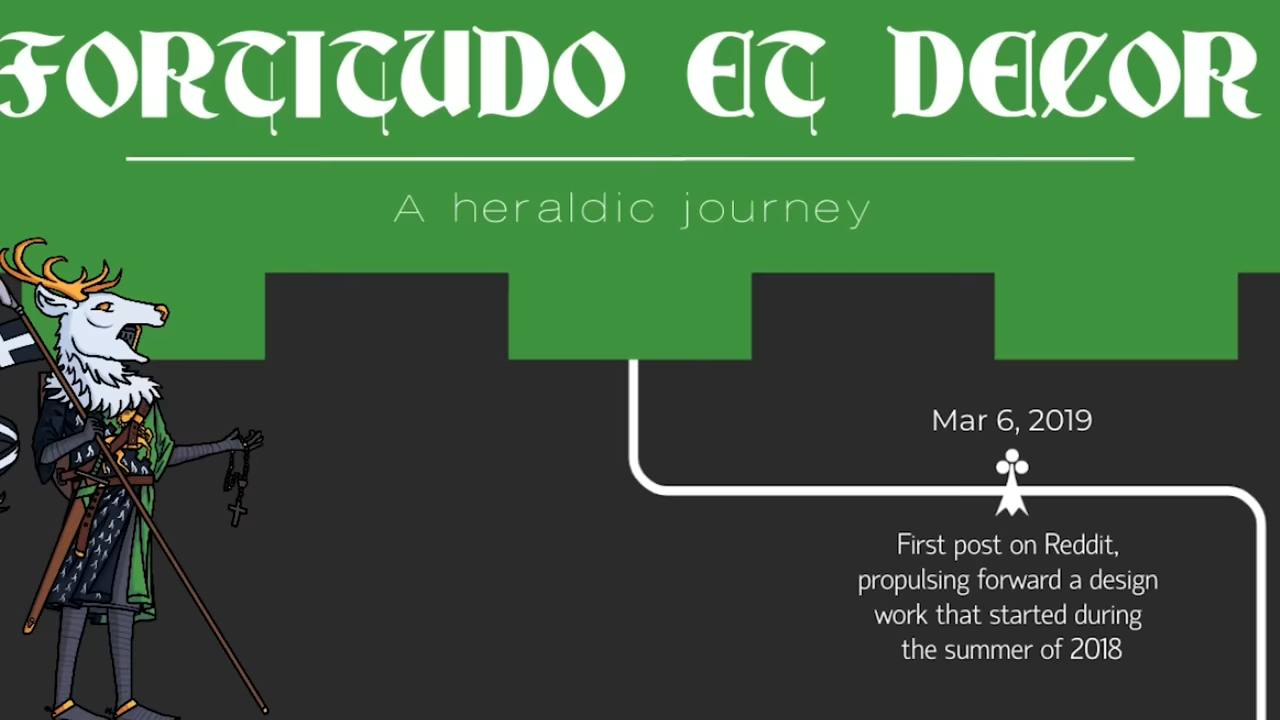 FORTITUDO ET DECOR
A heraldic journey
Mar 6, 2019
First post on Reddit,
propulsing forward a design
work that started during
the summer of 2018